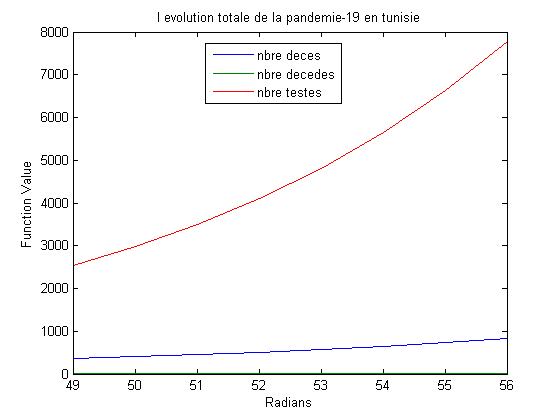 l evolution totale de la pandemie-19 en tunisie
nbre deces
nbre decedes
nbre testes
Function Value
8000
7000
6000
5000
4000
3000
2000
1000
0
49 50 51 52 53 54 55 56
Radians